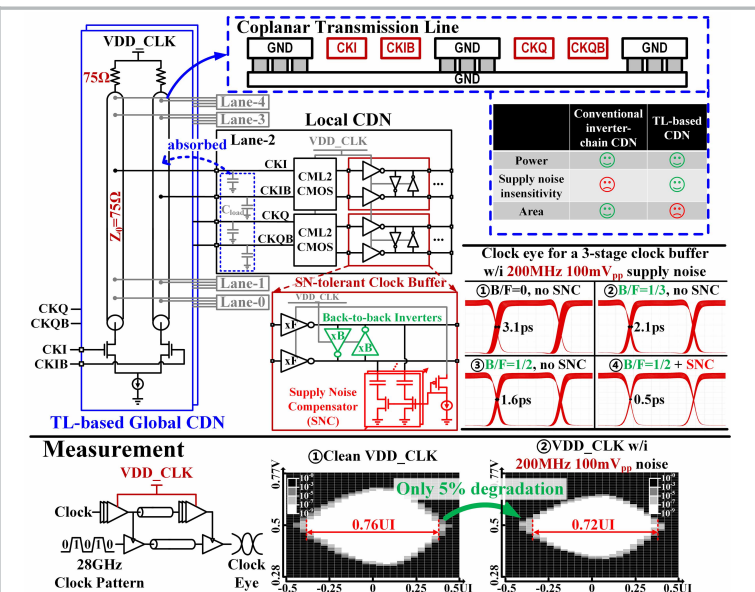 Coplanar Transmission Line
GND CKI CKIB GND CKQ CKQB GND
GND
VDD_CLK
75Ω
Z0=75Ω
absorbed
Lane-4
Lane-3
Local CDN
Lane-2
VDD_CLK
CKI
CKIB
Cload
CKQ
CKQB
CML2
CMOS
CML2
CMOS
...
...
Lane-1
Lane-0
CKQ
CKQB
CKI
CKIB
TL-based Global CDN
Conventional inverter-chain CDN
TL-based CDN
Power
Supply noise insensitivity
Area
SN-tolerant Clock Buffer
VDD_CLK
Back-to-back Inverters
xF
xF
xB
xB
Supply Noise
Compensator
(SNC)
Clock eye for a 3-stage clock buffer
w/i 200MHz 100mVpp supply noise
①B/F=0, no SNC
3.1ps
②B/F=1/3, no SNC
2.1ps
③B/F=1/2, no SNC
1.6ps
④B/F=1/2 + SNC
0.5ps
Measurement
VDD_CLK
Clock
28GHz
Clock Pattern
Clock
Eye
①Clean VDD_CLK
0.77V
0.5
0.28
0.76UI
-0.5 -0.25 0 0.25 0.5UI
Only 5% degradation
②VDD_CLK w/i
200MHz 100mVpp noise
0.77V
0.5
0.28
0.72UI
-0.5 -0.25 0 0.25 0.5UI